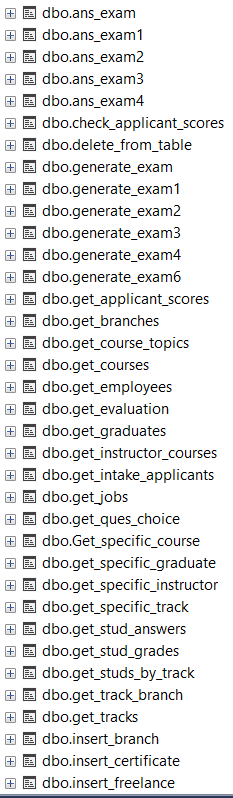 dbo.ans_exam
dbo.ans_exam1
dbo.ans_exam2
dbo.ans_exam3
dbo.ans_exam4
dbo.check_applicant_scores
dbo.delete_from_table
dbo.generate_exam
dbo.generate_exam1
dbo.generate_exam2
dbo.generate_exam3
dbo.generate_exam4
dbo.generate_exam6
dbo.get_applicant_scores
dbo.get_branches
dbo.get_course_topics
dbo.get_courses
dbo.get_employees
dbo.get_evaluation
dbo.get_graduates
dbo.get_instructor_courses
dbo.get_intake_applicants
dbo.get_jobs
dbo.get_ques_choice
dbo.Get_specific_course
dbo.get_specific_graduate
dbo.get_specific_instructor
dbo.get_specific_track
dbo.get_stud_answers
dbo.get_stud_grades
dbo.get_studs_by_track
dbo.get_track_branch
dbo.get_tracks
dbo.insert_branch
dbo.insert_certificate
dbo.insert_freelance